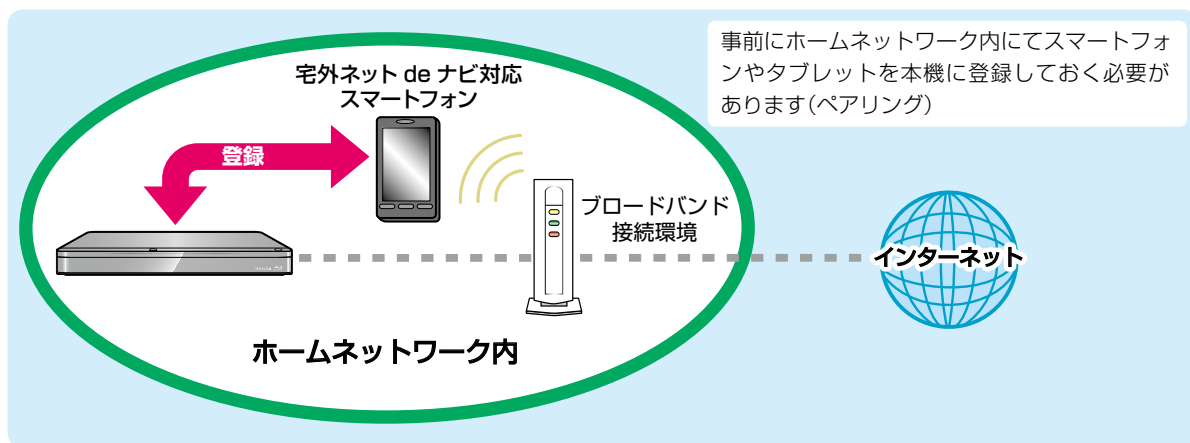 事前にホームネットワーク内にてスマートフォ
ンやタブレットを本機に登録しておく必要が
あります(ペアリング)
宅外ネット de ナビ対応
スマートフォン
登録
ブロードバンド
接続環境
インターネット
ホームネットワーク内